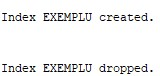 Index EXEMPLU created.
Index EXEMPLU dropped.